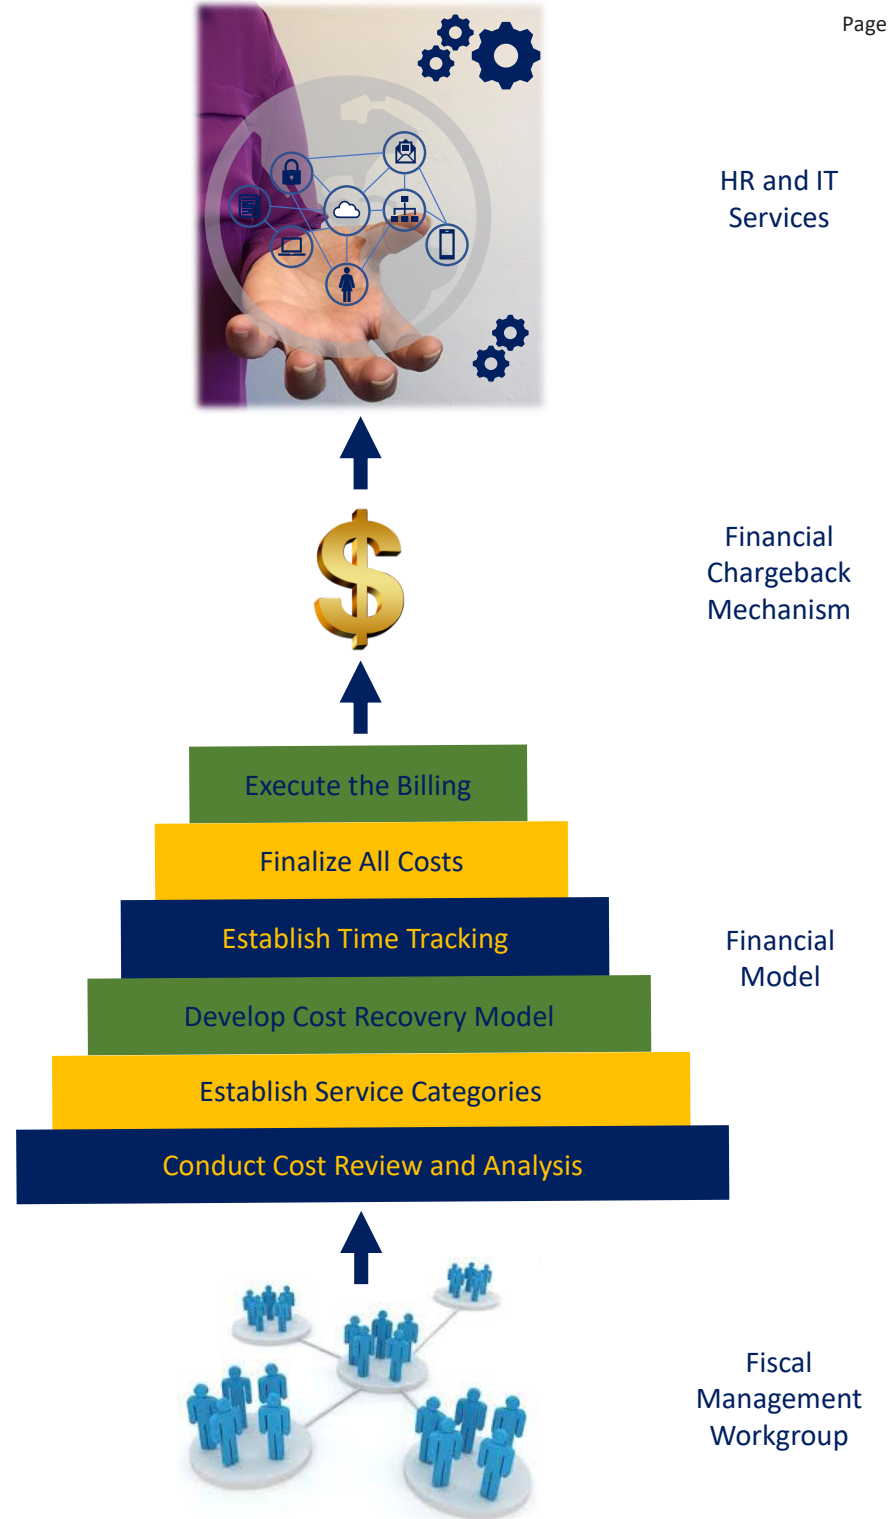 Page
HR and IT
Services
Financial
Chargeback
Mechanism
Execute the Billing
Finalize All Costs
Establish Time Tracking
Financial
Model
Develop Cost Recovery Model
Establish Service Categories
Conduct Cost Review and Analysis
Fiscal
Management
Workgroup